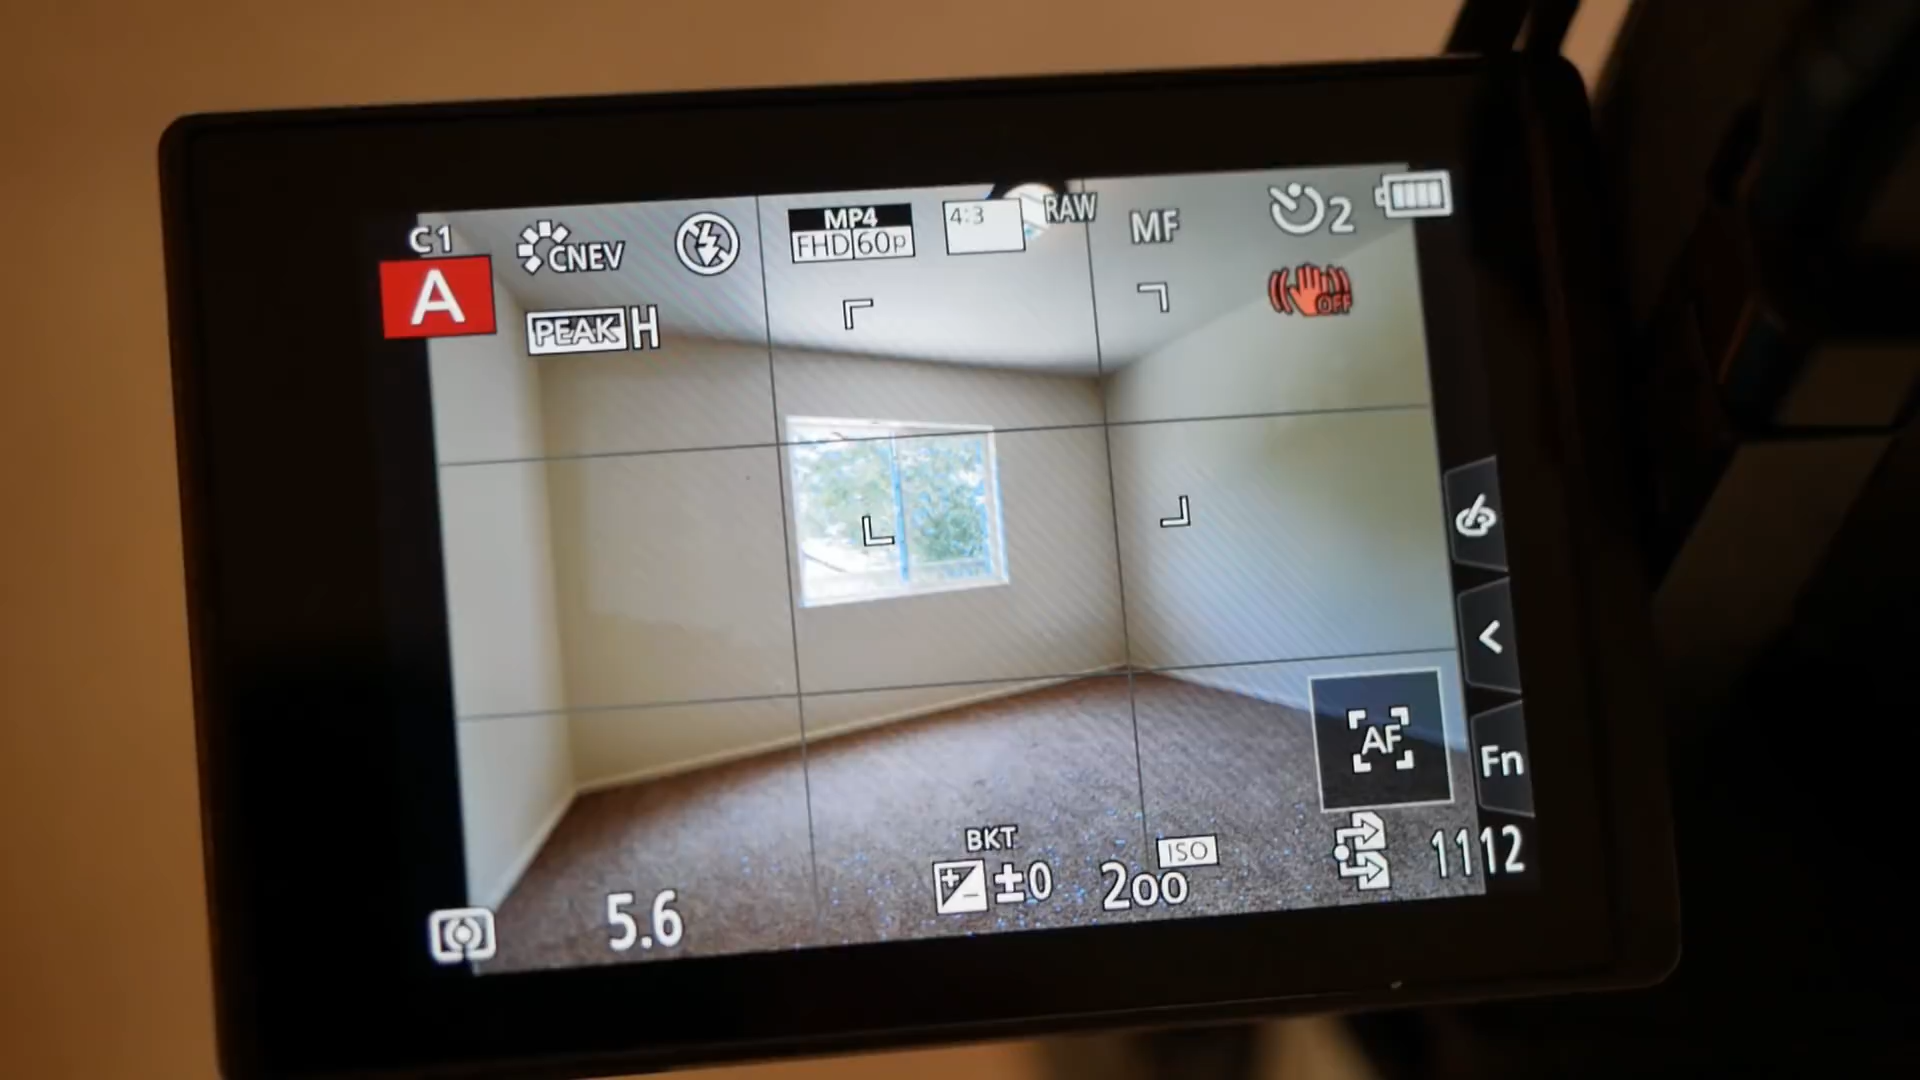 C1
A
CNEV
MP4
FHD 60p
4:3
RAW
MF
2
OFF
PEAK H
AF
Fn
5.6
BKT
±0
ISO
200
1112